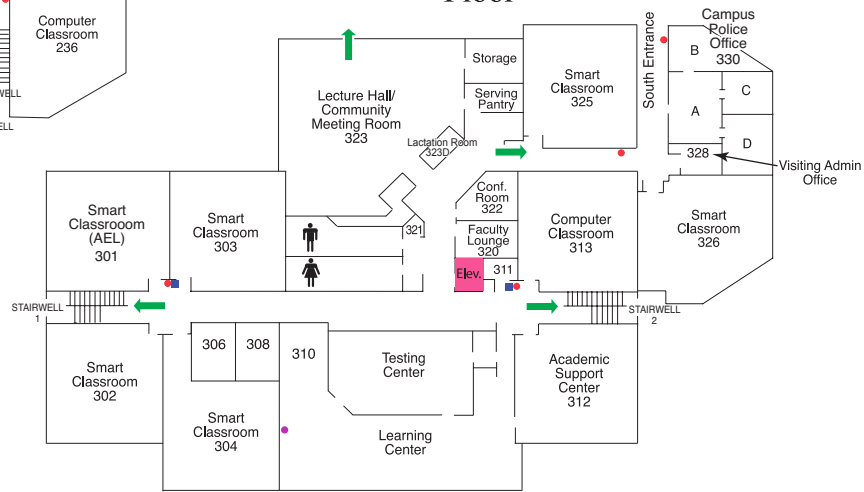 Floor
Computer
Classroom
236
WELL
ELL
Storage
Serving
Pantry
Lecture Hall/
Community
Meeting Room
323
Lactation Room
323D
Smart
Classroom
325
South Entrance
Campus
Police
Office
330
B
A
C
D
328
Visiting Admin
Office
Smart
Classrooom
(AEL)
301
Smart
Classroom
303
321
Conf.
Room
322
Faculty
Lounge
320
Elev.
311
Computer
Classroom
313
Smart
Classroom
326
STAIRWELL
1
STAIRWELL
2
Smart
Classroom
302
306
308
310
Smart
Classroom
304
Testing
Center
Learning
Center
Academic
Support
Center
312